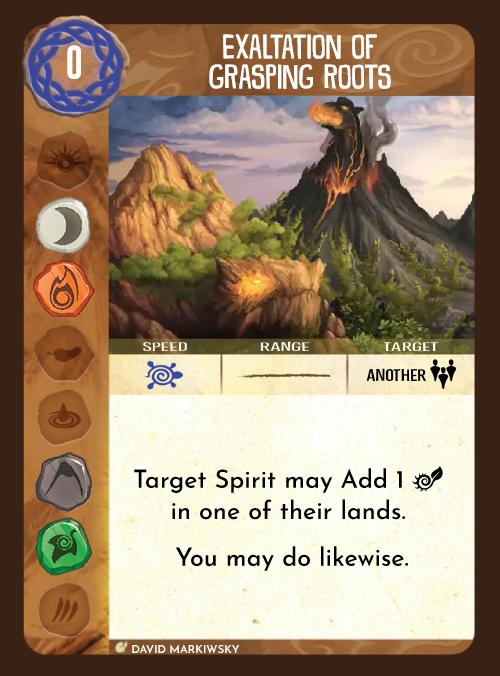 0
EXALTATION OF
GRASPING ROOTS
SPEED RANGE TARGET
ANOTHER
Target Spirit may Add 1
in one of their lands.
You may do likewise.
DAVID MARKIWSKY